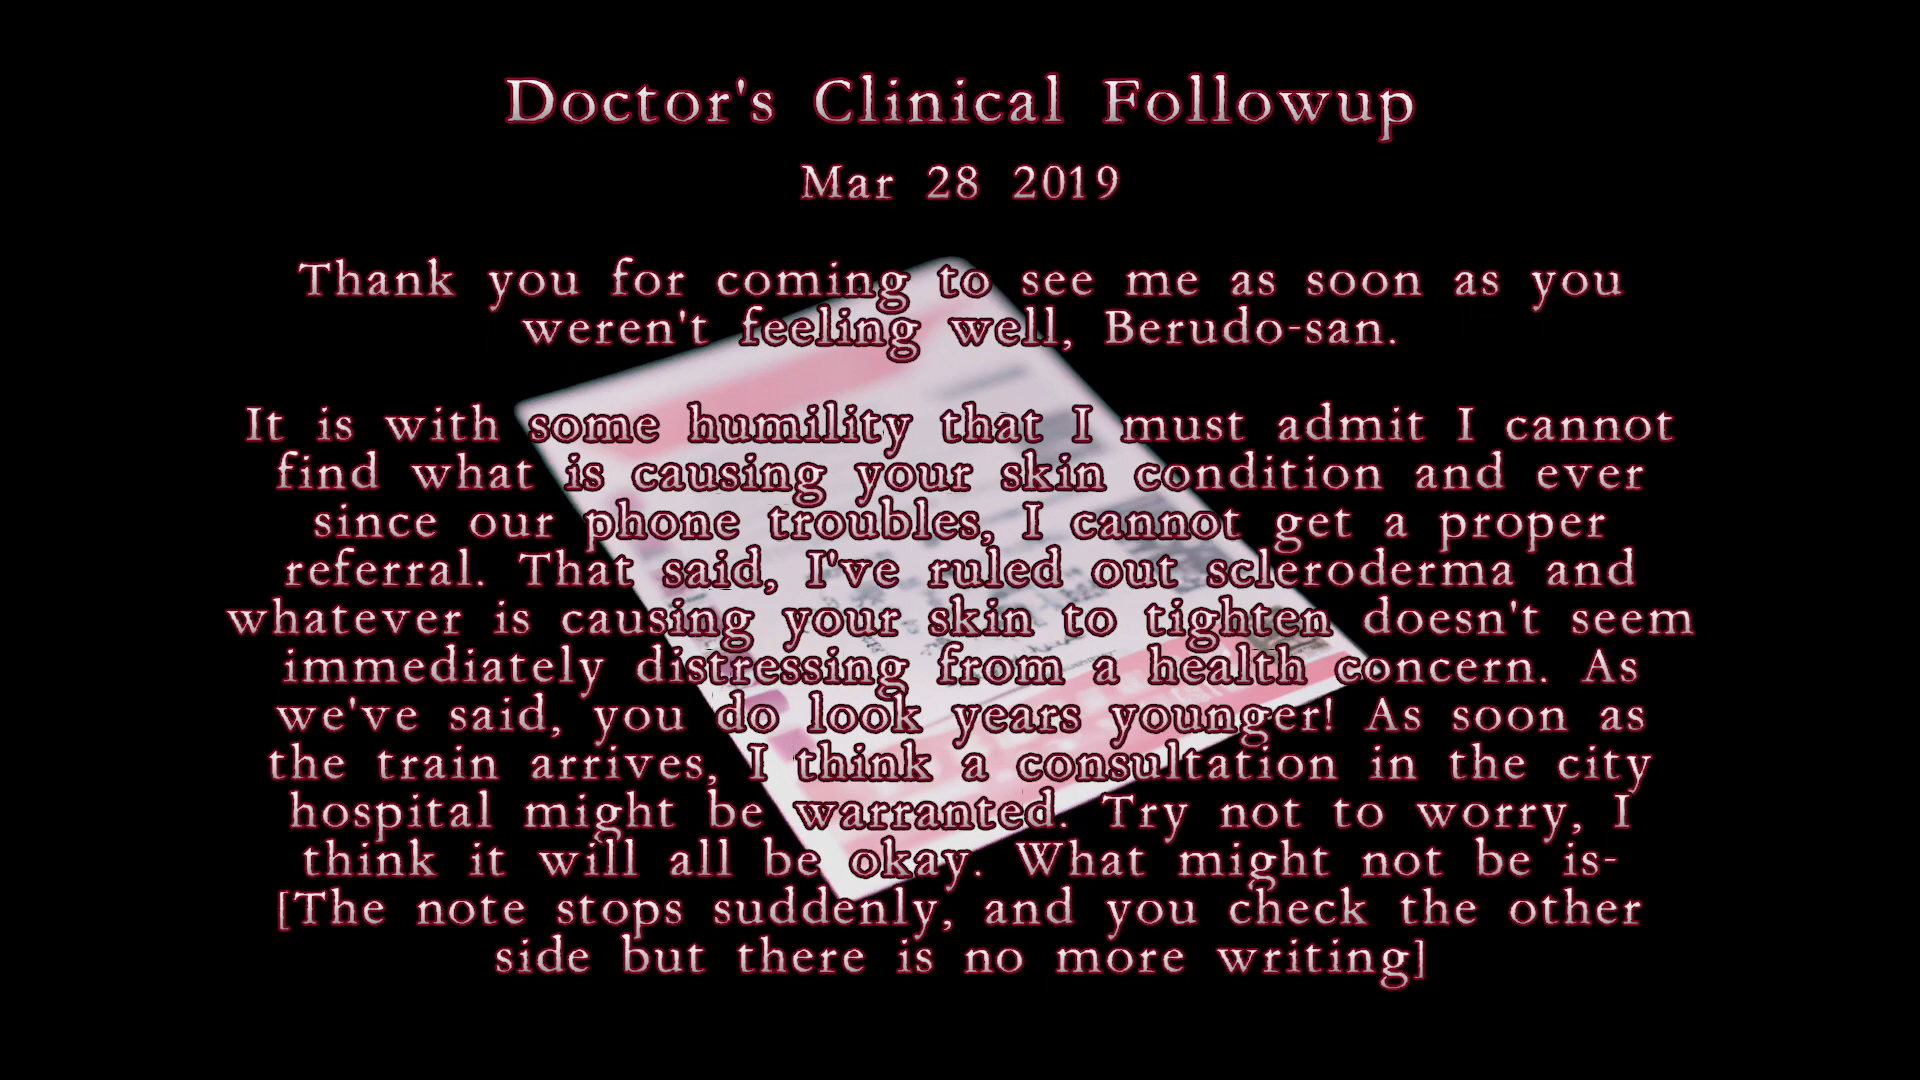 Doctor's Clinical Followup
Mar 28 2019
Thank you for coming to see me as soon as you
weren't feeling well, Berudo-san.
It is with some humility that I must admit I cannot
find what is causing your skin condition and ever
since our phone troubles, I cannot get a proper
referral. That said, I've ruled out scleroderma and
whatever is causing your skin to tighten doesn't seem
immediately distressing from a health concern. As
we've said, you do look years younger! As soon as
the train arrives, I think a consultation in the city
hospital might be warranted. Try not to worry, I
think it will all be okay. What might not be is-
[The note stops suddenly, and you check the other
side but there is no more writing]